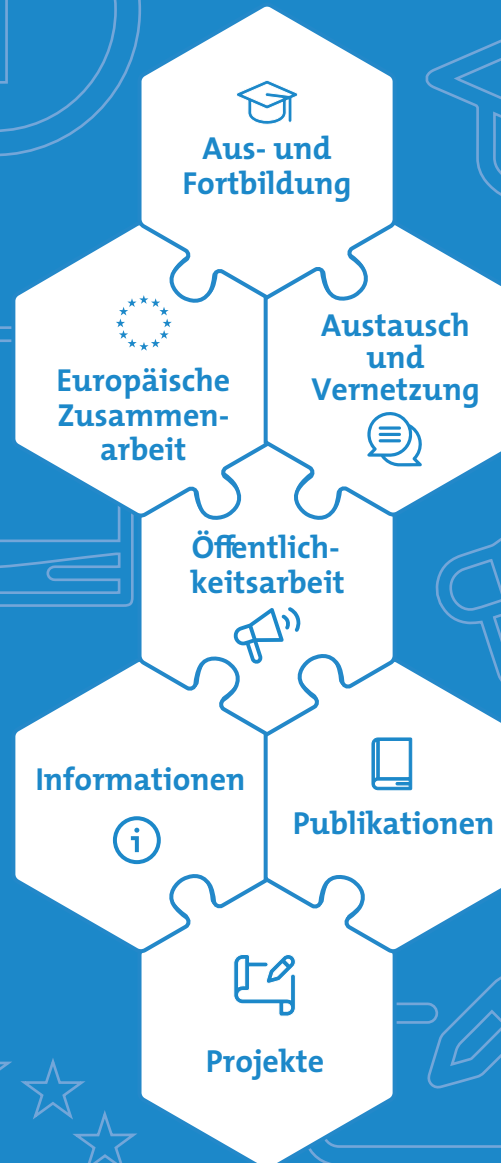 Aus- und
Fortbildung
Europäische
Zusammen-
arbeit
Austausch
und
Vernetzung
Öffentlich-
keitsarbeit
Informationen
i
Publikationen
Projekte